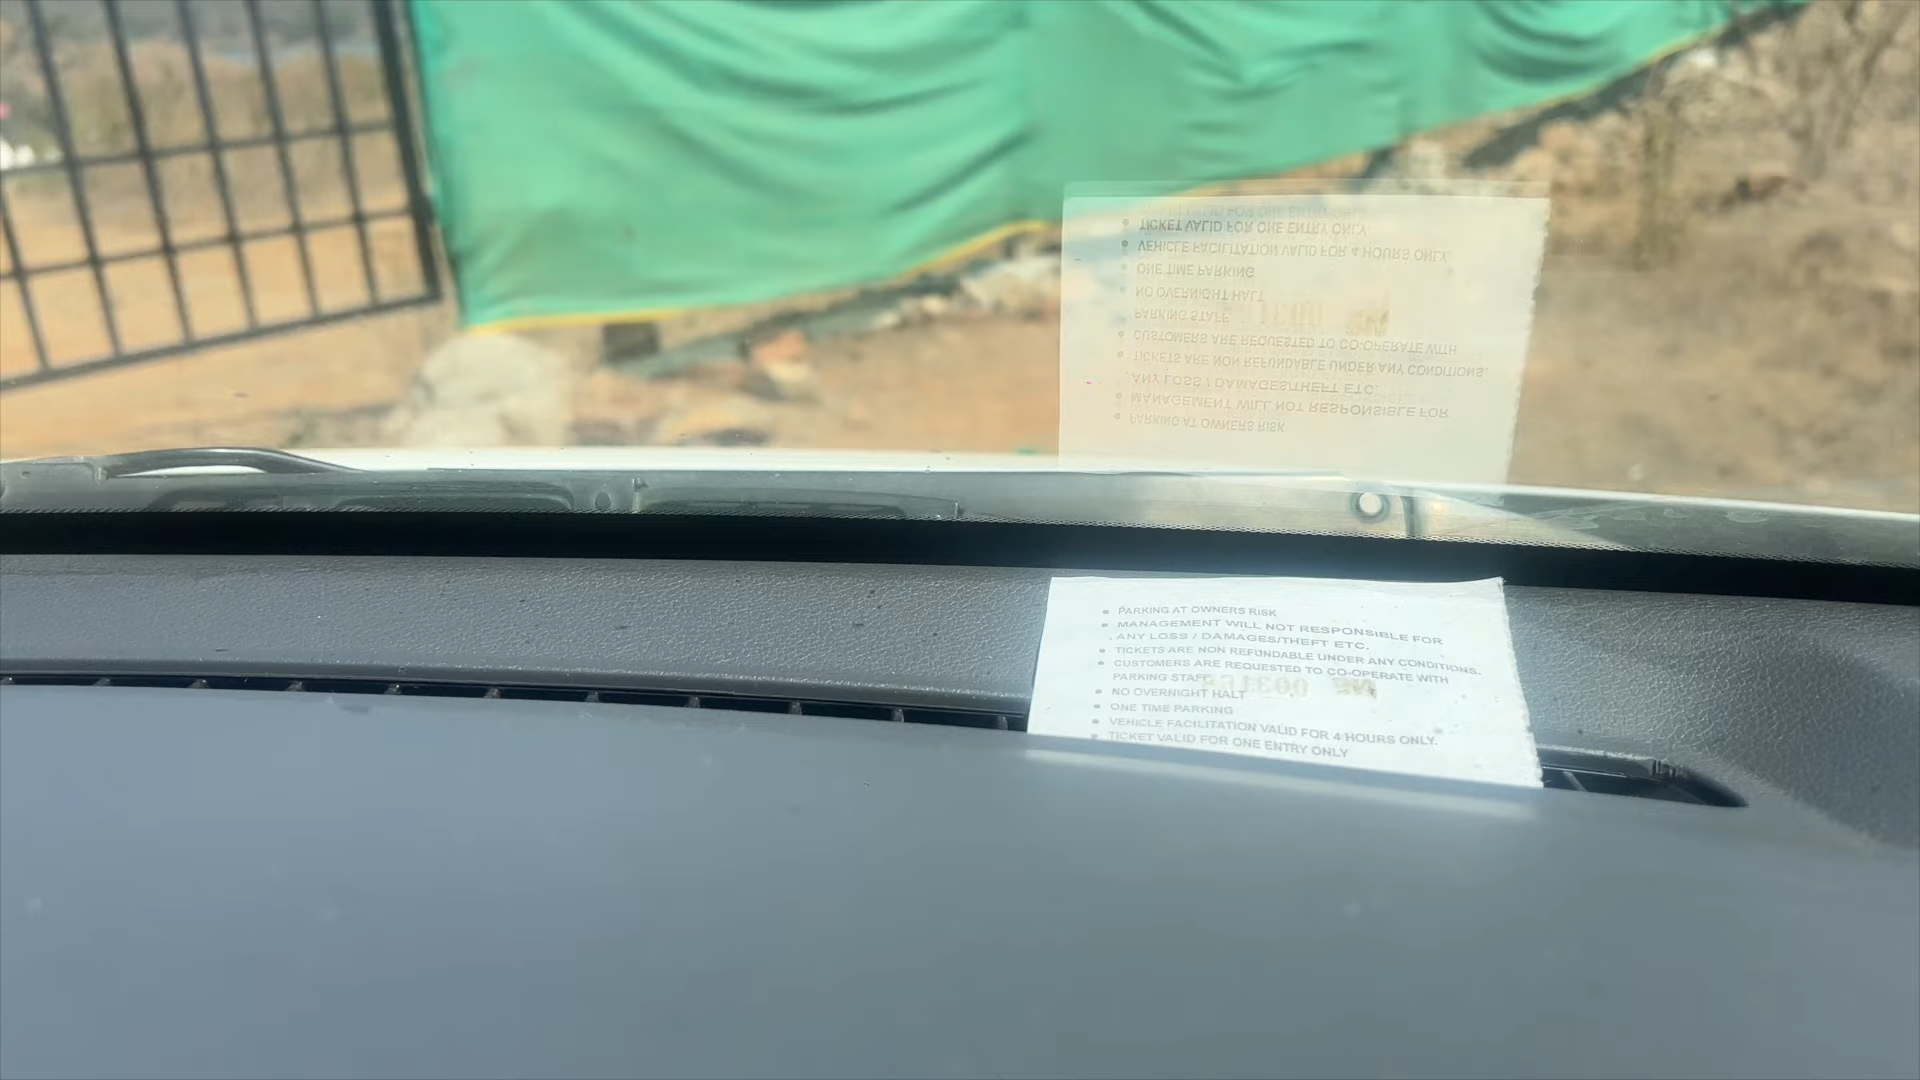 PARKING AT OWNERS RISK
MANAGEMENT WILL NOT RESPONSIBLE FOR
ANY LOSS / DAMAGES/THEFT ETC.
TICKETS ARE NON REFUNDABLE UNDER ANY CONDITIONS.
CUSTOMERS ARE REQUESTED TO CO-OPERATE WITH
PARKING STAFF
NO OVERNIGHT HALT
ONE TIME PARKING
VEHICLE FACILITATION VALID FOR 4 HOURS ONLY.
TICKET VALID FOR ONE ENTRY ONLY